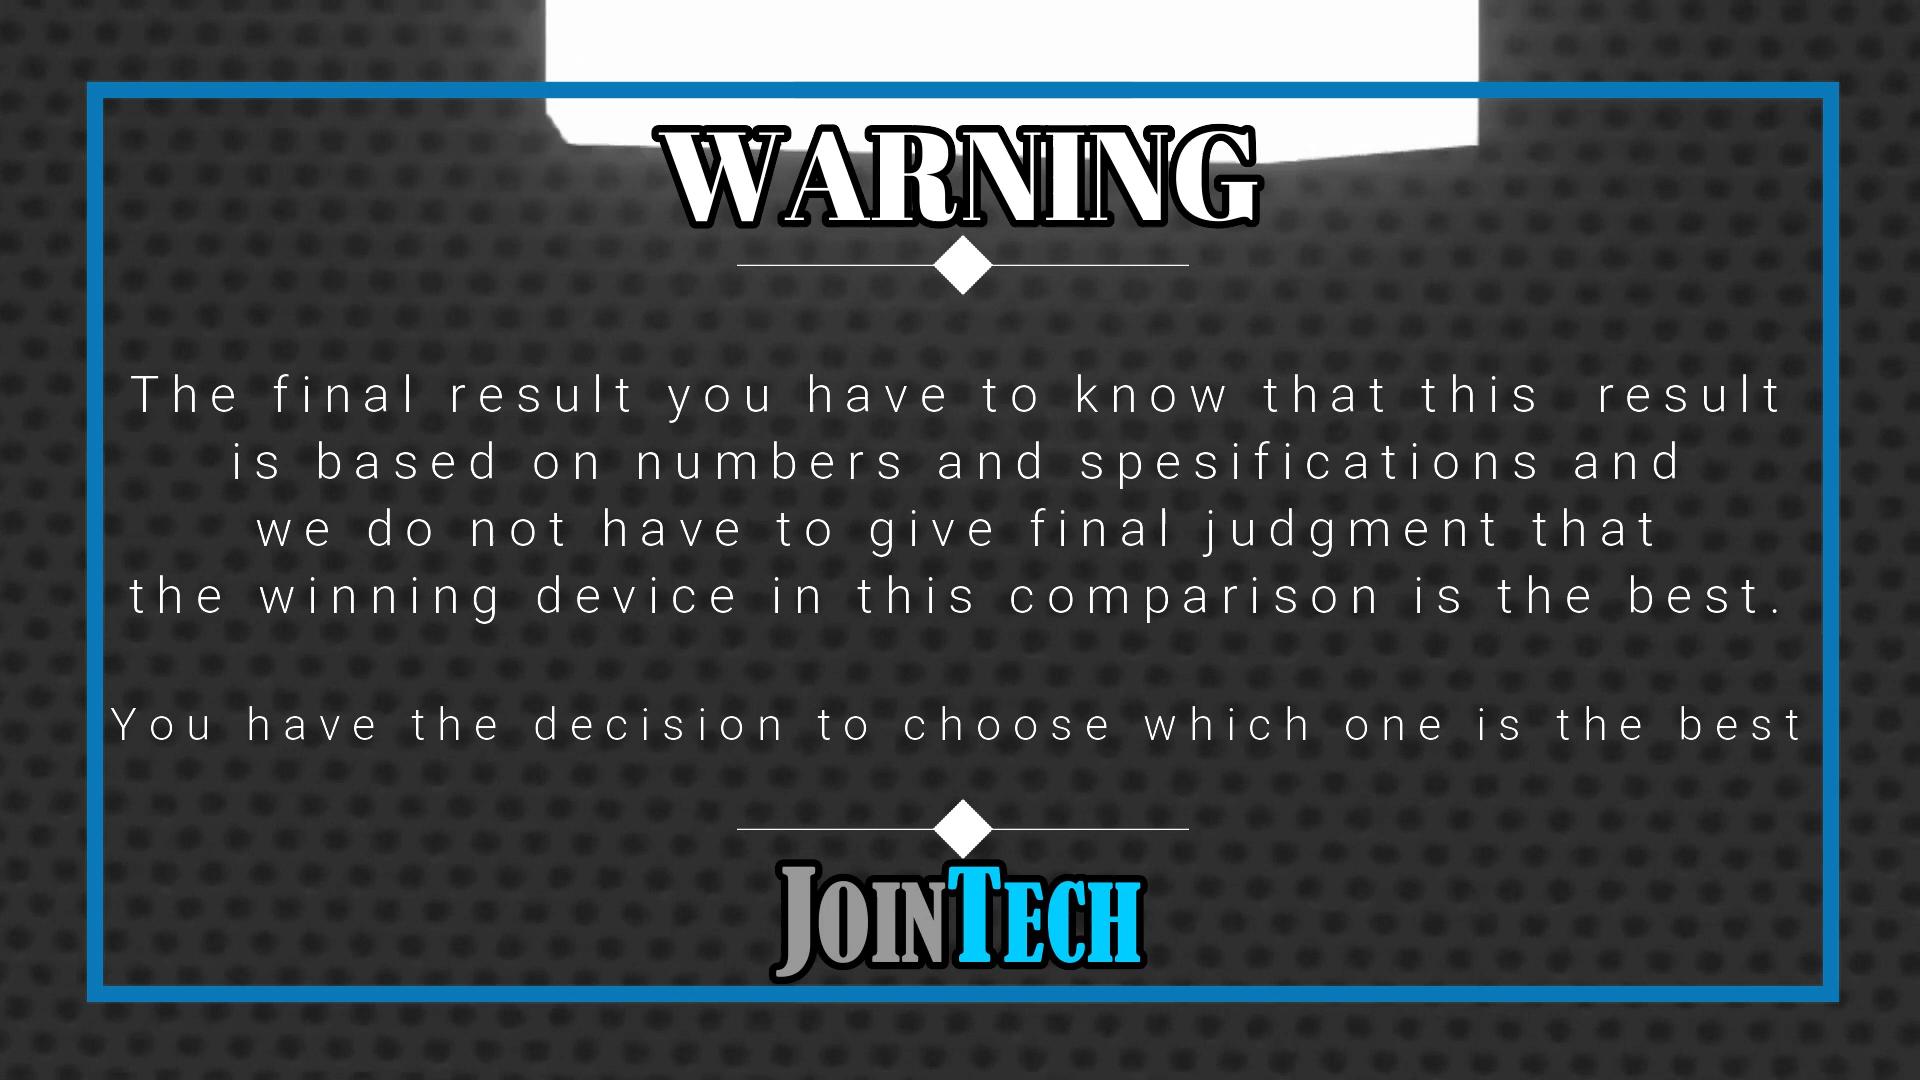 WARNING
The final result you have to know that this result
is based on numbers and spesifications and
we do not have to give final judgment that
the winning device in this comparison is the best.
You have the decision to choose which one is the best
JOINTECH